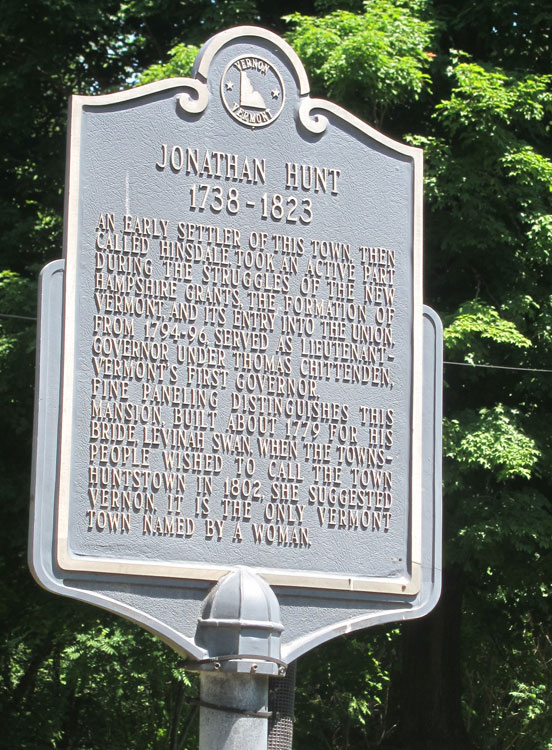 VERNON
VERMONT
JONATHAN HUNT
1738-1823
AN EARLY SETTLER OF THIS TOWN, THEN
CALLED HINSDALE, TOOK AN ACTIVE PART
DURING THE STRUGGLES OF THE NEW
HAMPSHIRE GRANTS, THE FORMATION OF
VERMONT, AND ITS ENTRY INTO THE UNION.
FROM 1794-96, SERVED AS LIEUTENANT-
GOVERNOR UNDER THOMAS CHITTENDEN,
VERMONT'S FIRST GOVERNOR.
FINE PANELING DISTINGUISHES THIS
MANSION, BUILT ABOUT 1779 FOR HIS
BRIDE, LEVINAH SWAN. WHEN THE TOWNS-
PEOPLE WISHED TO CALL THE TOWN
HUNTSTOWN IN 1802, SHE SUGGESTED
VERNON. IT IS THE ONLY VERMONT
TOWN NAMED BY A WOMAN.